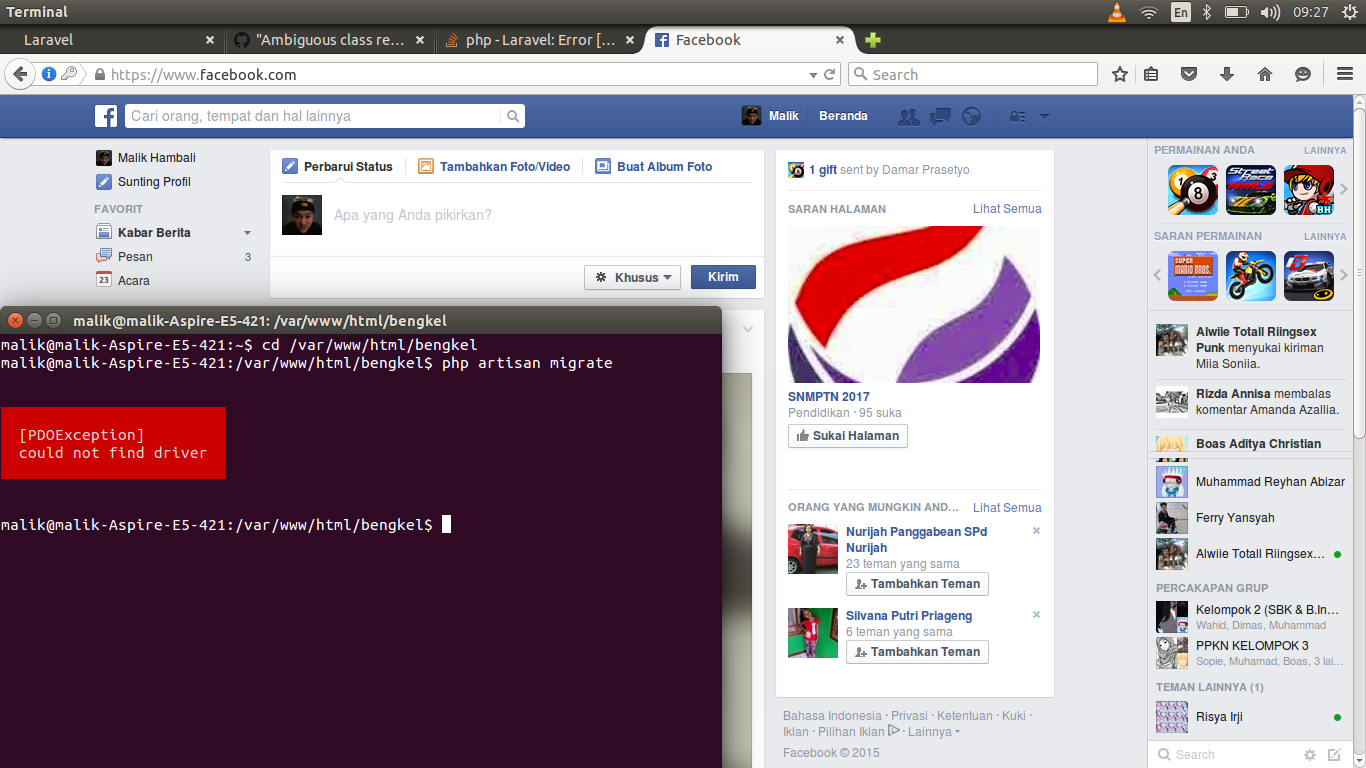 Terminal
En
09:27
Laravel
"Ambiguous class re...
php - Laravel: Error [...
Facebook
https://www.facebook.com
Search
Cari orang, tempat dan hal lainnya
Malik
Beranda
Malik Hambali
Sunting Profil
FAVORIT
Kabar Berita
Pesan
3
23
Acara
Perbarui Status
Tambahkan Foto/Video
Buat Album Foto
Apa yang Anda pikirkan?
Khusus
Kirim
malik@malik-Aspire-E5-421: /var/www/html/bengkel
malik@malik-Aspire-E5-421:~$ cd /var/www/html/bengkel
malik@malik-Aspire-E5-421:/var/www/html/bengkel$ php artisan migrate
[PDOException]
could not find driver
malik@malik-Aspire-E5-421:/var/www/html/bengkel$
1 gift sent by Damar Prasetyo
SARAN HALAMAN
Lihat Semua
SNMPTN 2017
Pendidikan · 95 suka
Sukai Halaman
ORANG YANG MUNGKIN AND...
Lihat Semua
Nurijah Panggabean SPd
Nurijah
23 teman yang sama
Tambahkan Teman
Silvana Putri Priageng
6 teman yang sama
Tambahkan Teman
Bahasa Indonesia · Privasi · Ketentuan · Kuki ·
Iklan · Pilihan Iklan · Lainnya
Facebook © 2015
PERMAINAN ANDA
LAINNYA
8
BH
SARAN PERMAINAN
LAINNYA
SUPER
MARIO BROS.
Alwiie Totall Riingsex
Punk menyukai kiriman
Miia Soniia.
Rizda Annisa membalas
komentar Amanda Azallia.
Boas Aditya Christian
Muhammad Reyhan Abizar
Ferry Yansyah
Alwiie Totall Riingsex...
PERCAKAPAN GRUP
Kelompok 2 (SBK & B.In...
Wahid, Dimas, Muhammad
PPKN KELOMPOK 3
Sopie, Muhamad, Boas, 3 lai...
TEMAN LAINNYA (1)
Risya Irji
Search